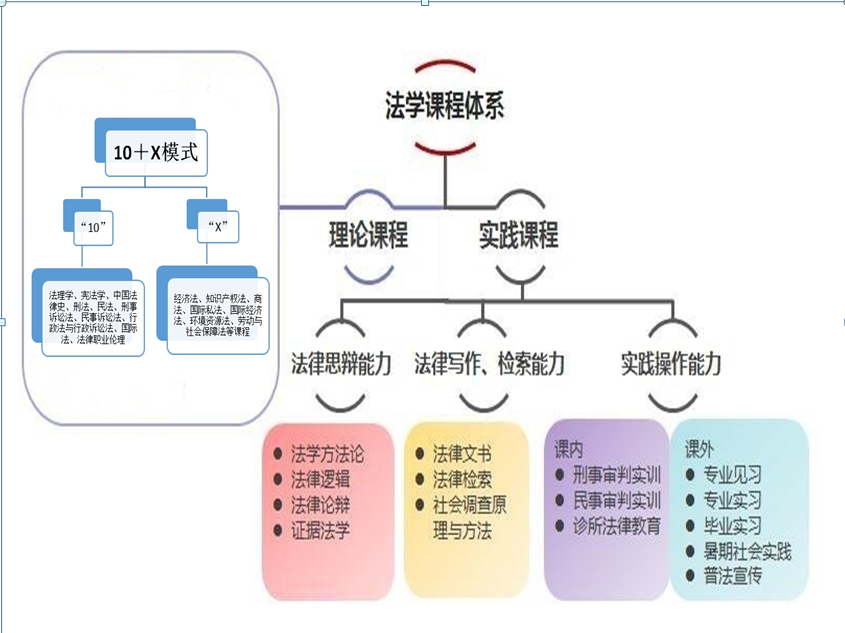 法学课程体系
理论课程
实践课程
10＋X模式
“10”
“X”
法理学、宪法学、中国法
律史、刑法、民法、刑事
诉讼法、民事诉讼法、行
政法与行政诉讼法、国际
法、法律职业伦理
经济法、知识产权法、商
法、国际私法、国际经济
法、环境资源法、劳动与
社会保障法等课程
法律思辩能力
法律写作、检索能力
实践操作能力
● 法学方法论
● 法律逻辑
● 法律论辩
● 证据法学
● 法律文书
● 法律检索
● 社会调查原
理与方法
课内
● 刑事审判实训
● 民事审判实训
● 诊所法律教育
课外
● 专业见习
● 专业实习
● 毕业实习
● 暑期社会实践
● 普法宣传